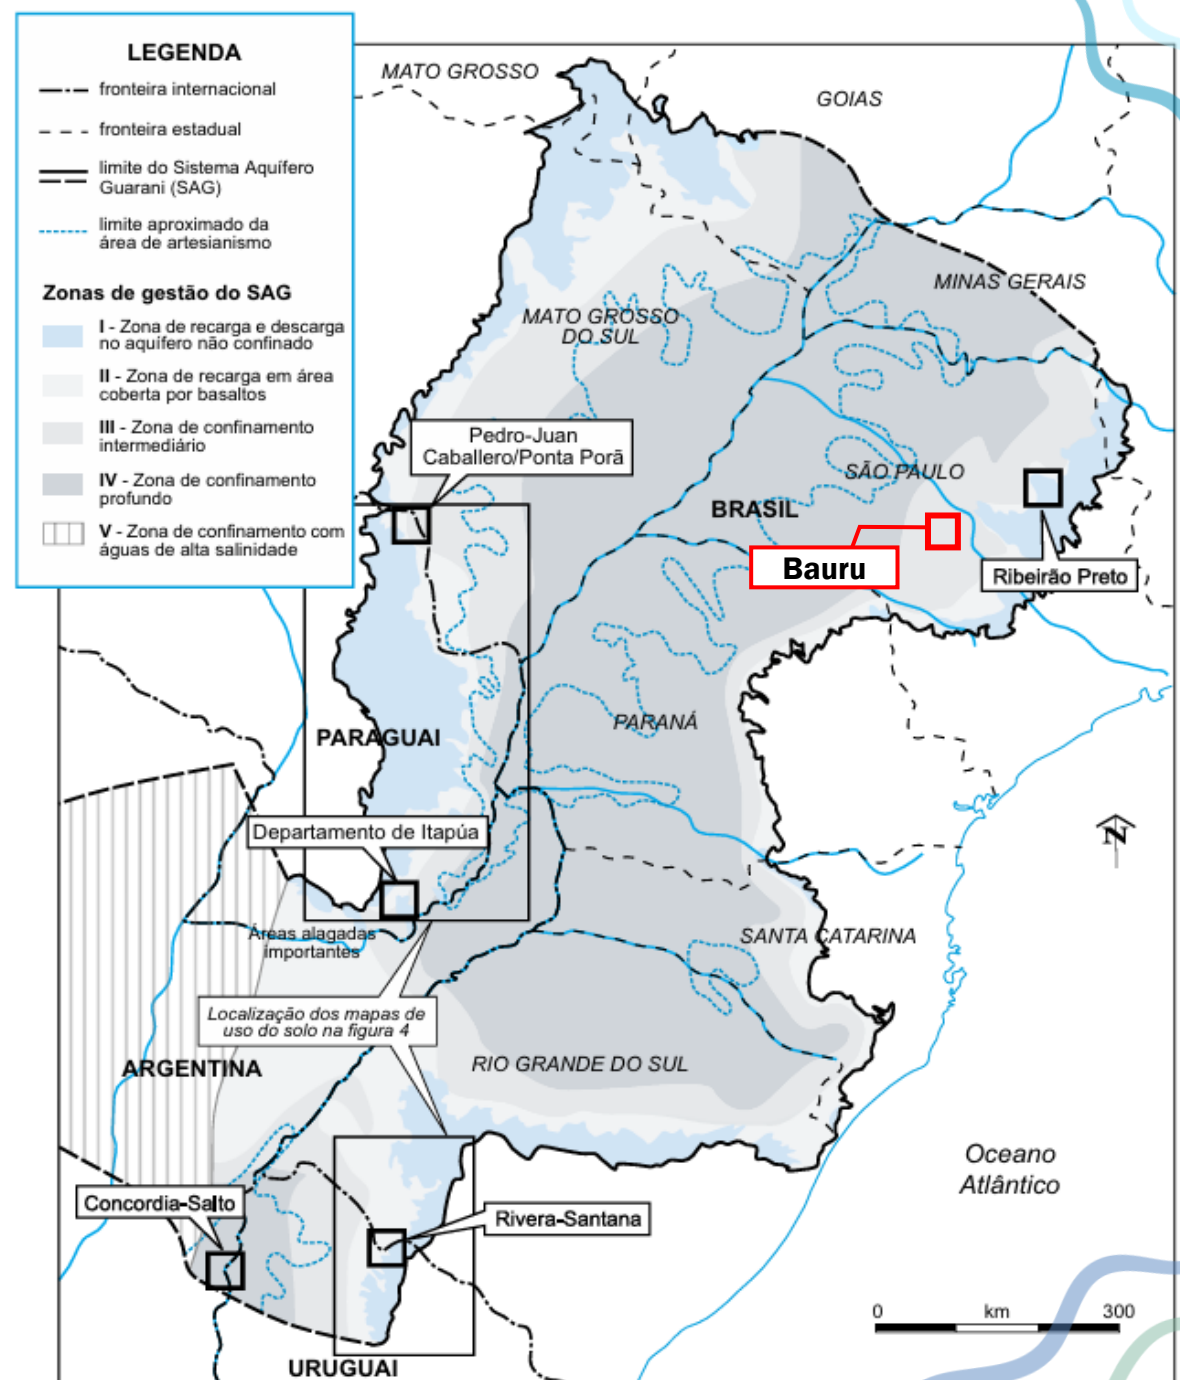 LEGENDA
fronteira internacional
fronteira estadual
limite do Sistema Aquífero
Guarani (SAG)
limite aproximado da
área de artesianismo
Zonas de gestão do SAG
I - Zona de recarga e descarga
no aquífero não confinado
II - Zona de recarga em área
coberta por basaltos
III - Zona de confinamento
intermediário
IV - Zona de confinamento
profundo
V - Zona de confinamento com
águas de alta salinidade
MATO GROSSO
GOIAS
MINAS GERAIS
MATO GROSSO
DO SUL
Pedro-Juan
Caballero/Ponta Porã
SÃO PAULO
BRASIL
Bauru
Ribeirão Preto
PARANÁ
PARAGUAI
Departamento de Itapúa
N
Áreas alagadas
importantes
SANTA CATARINA
Localização dos mapas de
uso do solo na figura 4
ARGENTINA
RIO GRANDE DO SUL
Oceano
Atlântico
Concordia-Salto
Rivera-Santana
0 km 300
URUGUAI